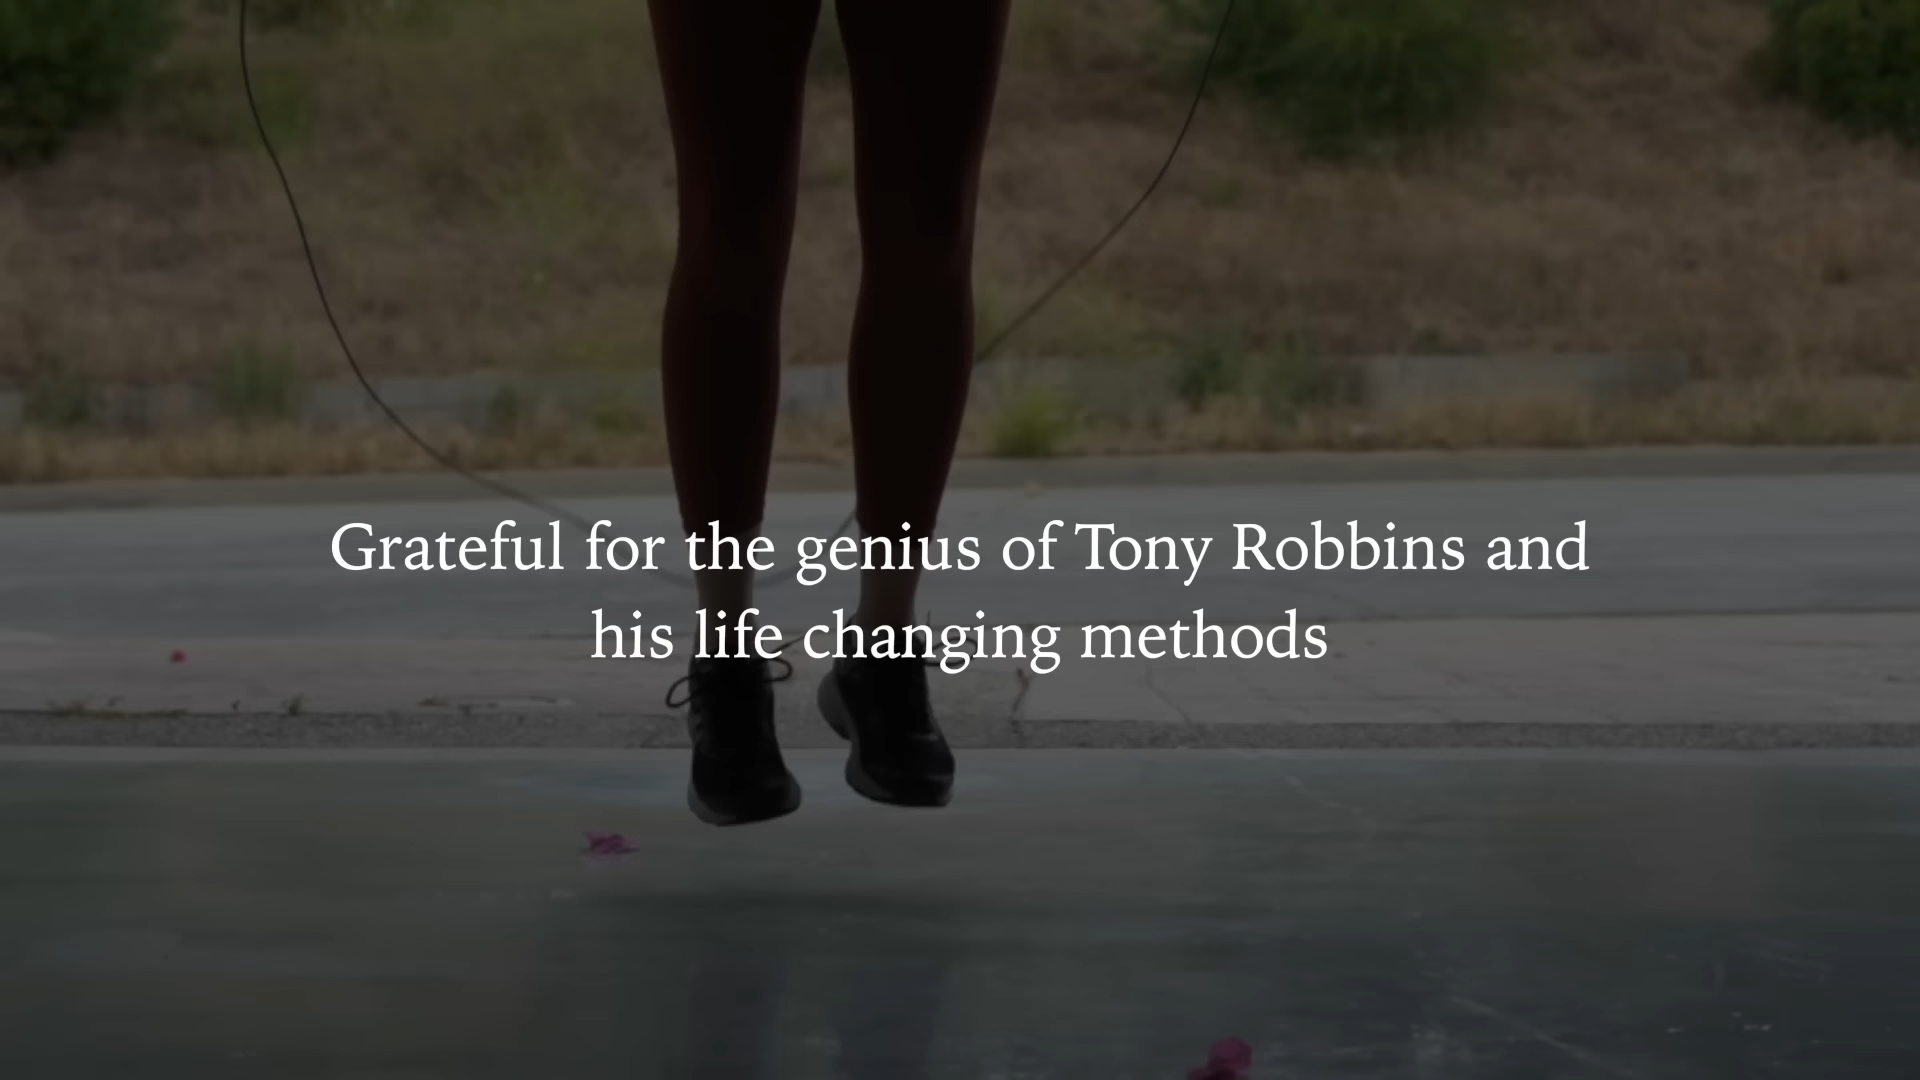 Grateful for the genius of Tony Robbins and
his life changing methods